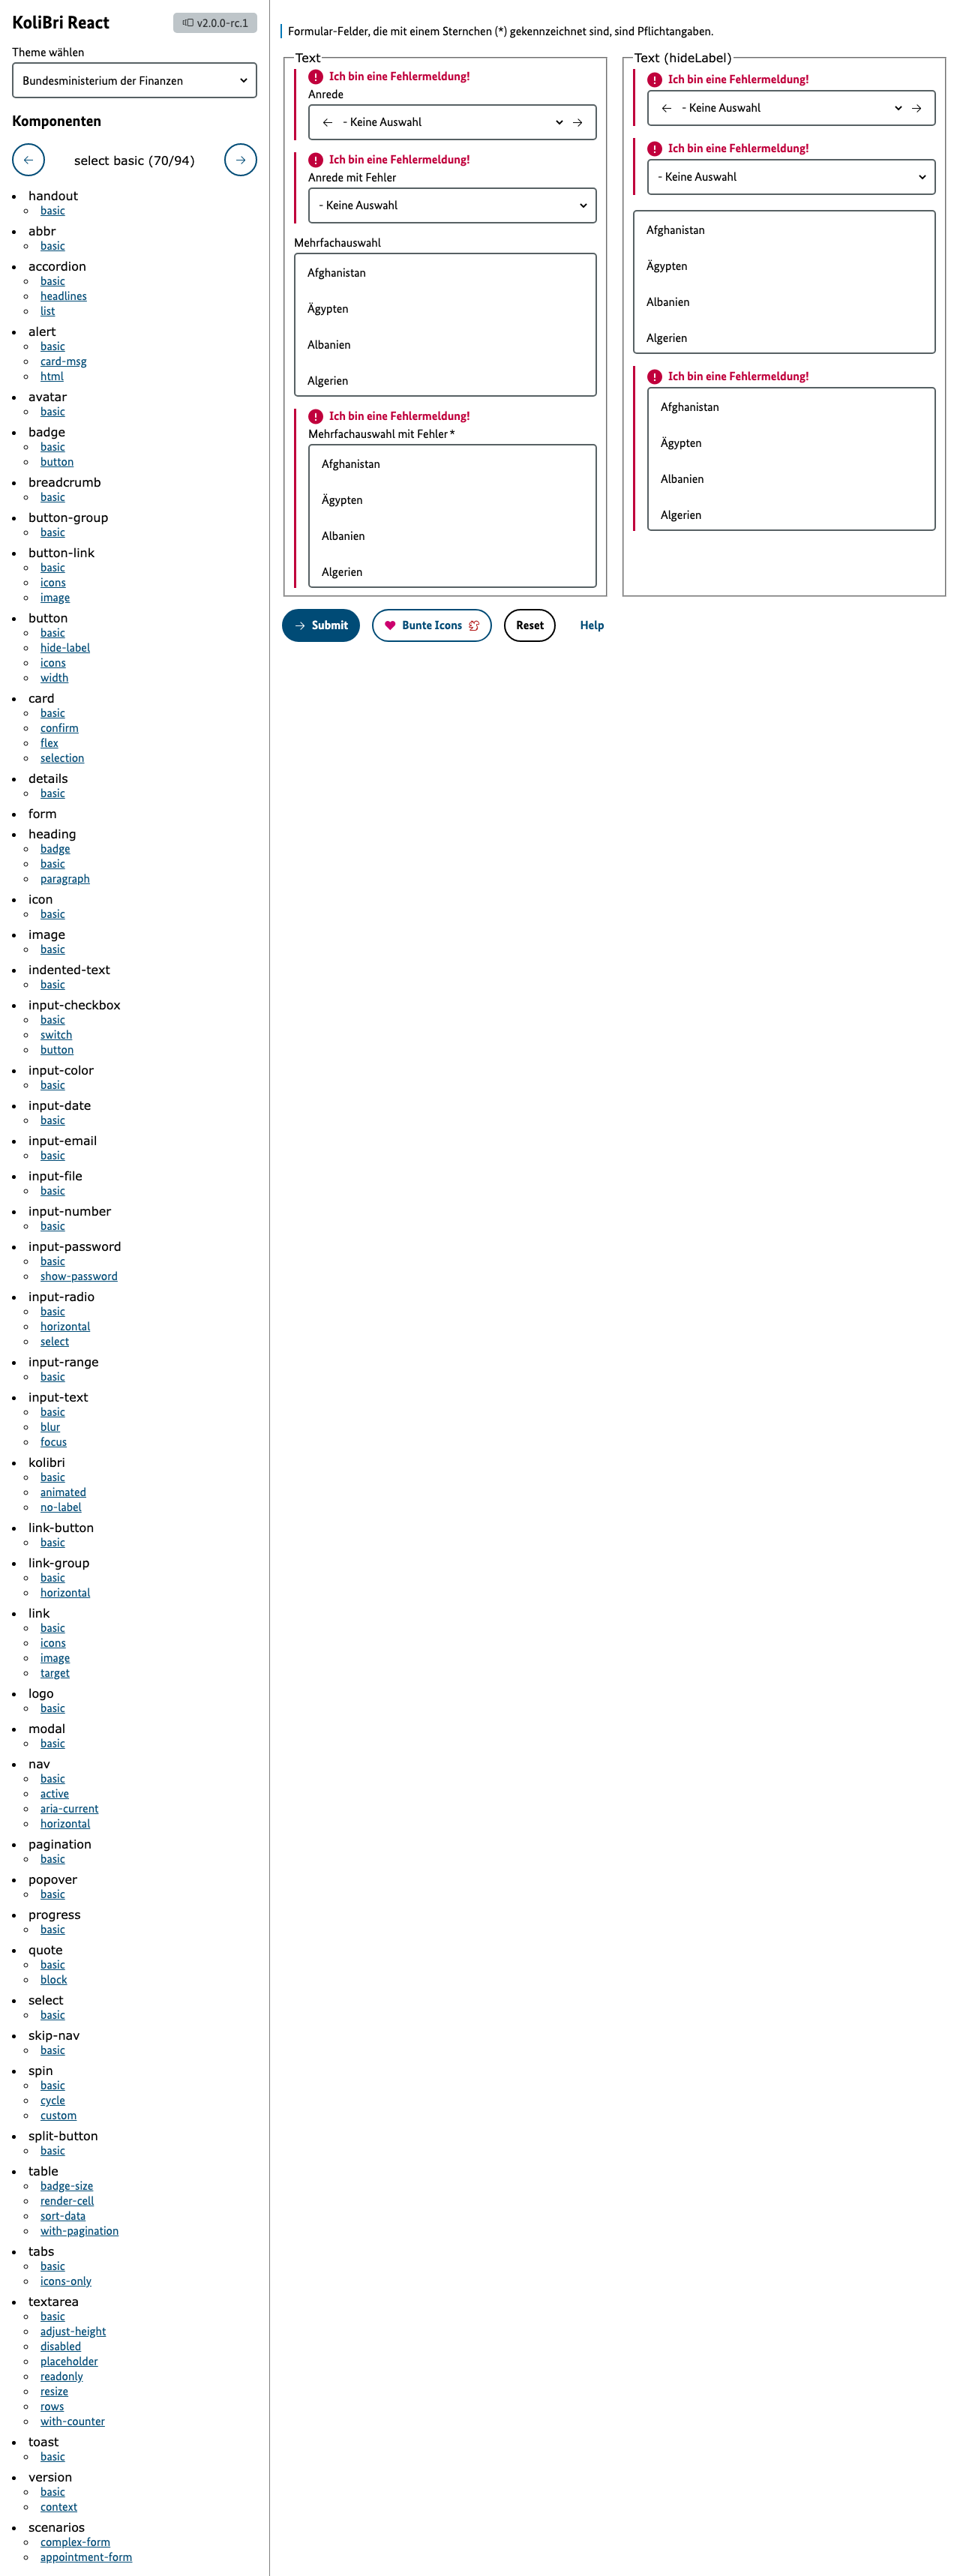 KoliBri React
v2.0.0-rc.1
Theme wählen
Bundesministerium der Finanzen
Komponenten
select basic (70/94)
handout
basic
abbr
basic
accordion
basic
headlines
list
alert
basic
card-msg
html
avatar
basic
badge
basic
button
breadcrumb
basic
button-group
basic
button-link
basic
icons
image
button
basic
hide-label
icons
width
card
basic
confirm
flex
selection
details
basic
form
heading
badge
basic
paragraph
icon
basic
image
basic
indented-text
basic
input-checkbox
basic
switch
button
input-color
basic
input-date
basic
input-email
basic
input-file
basic
input-number
basic
input-password
basic
show-password
input-radio
basic
horizontal
select
input-range
basic
input-text
basic
blur
focus
kolibri
basic
animated
no-label
link-button
basic
link-group
basic
horizontal
link
basic
icons
image
target
logo
basic
modal
basic
nav
basic
active
aria-current
horizontal
pagination
basic
popover
basic
progress
basic
quote
basic
block
select
basic
skip-nav
basic
spin
basic
cycle
custom
split-button
basic
table
badge-size
render-cell
sort-data
with-pagination
tabs
basic
icons-only
textarea
basic
adjust-height
disabled
placeholder
readonly
resize
rows
with-counter
toast
basic
version
basic
context
scenarios
complex-form
appointment-form
Formular-Felder, die mit einem Sternchen (*) gekennzeichnet sind, sind Pflichtangaben.
Text
Ich bin eine Fehlermeldung!
Anrede
- Keine Auswahl
Ich bin eine Fehlermeldung!
Anrede mit Fehler
- Keine Auswahl
Mehrfachauswahl
Afghanistan
Ägypten
Albanien
Algerien
Ich bin eine Fehlermeldung!
Mehrfachauswahl mit Fehler*
Afghanistan
Ägypten
Albanien
Algerien
Text (hideLabel)
Ich bin eine Fehlermeldung!
- Keine Auswahl
Ich bin eine Fehlermeldung!
- Keine Auswahl
Afghanistan
Ägypten
Albanien
Algerien
Ich bin eine Fehlermeldung!
Afghanistan
Ägypten
Albanien
Algerien
Submit
Bunte Icons
Reset
Help